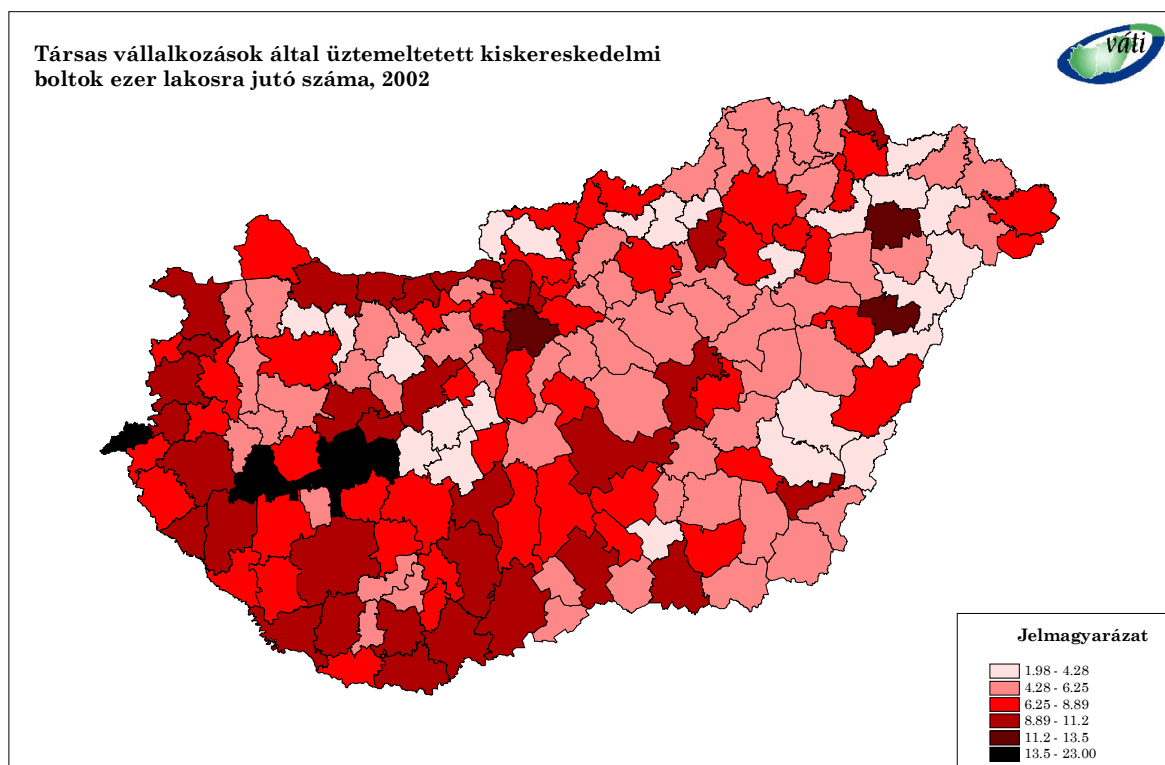 Társas vállalkozások által üztemeltetett kiskereskedelmi
boltok ezer lakosra jutó száma, 2002
váti
Jelmagyarázat
1.98 - 4.28
4.28 - 6.25
6.25 - 8.89
8.89 - 11.2
11.2 - 13.5
13.5 - 23.00